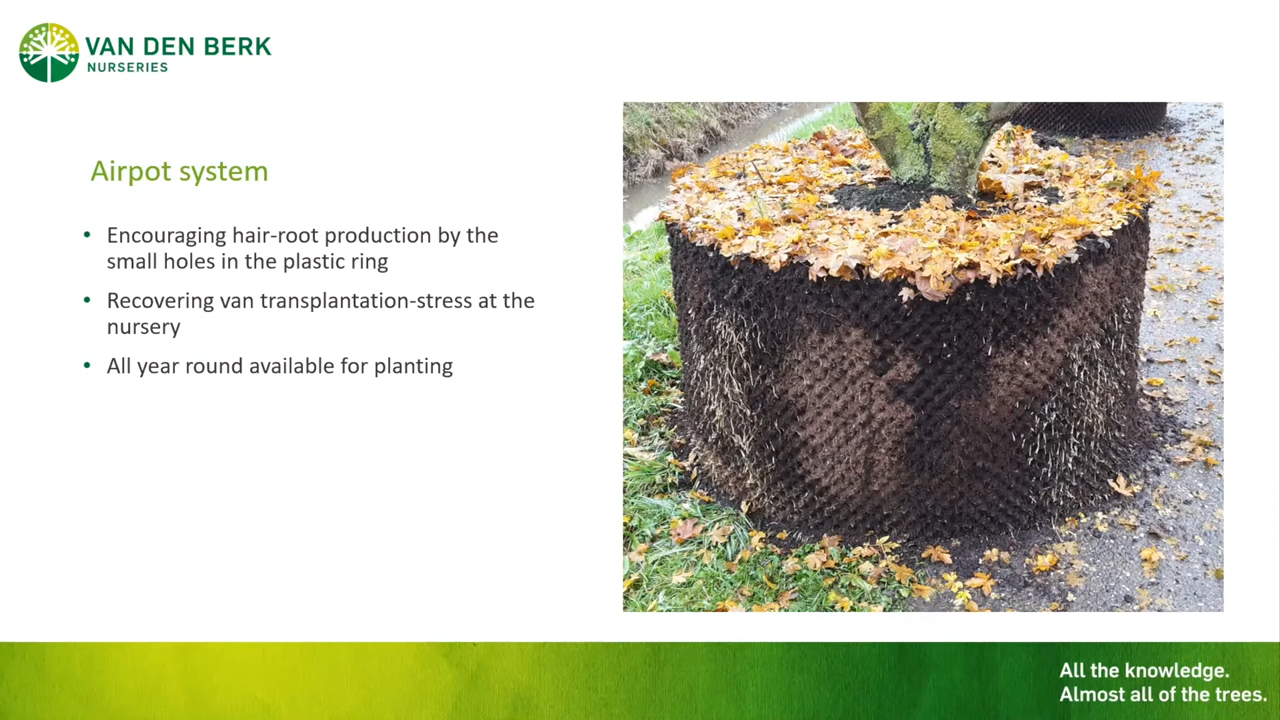 VAN DEN BERK
NURSERIES
Airpot system
• Encouraging hair-root production by the
small holes in the plastic ring
• Recovering van transplantation-stress at the
nursery
• All year round available for planting
All the knowledge.
Almost all of the trees.